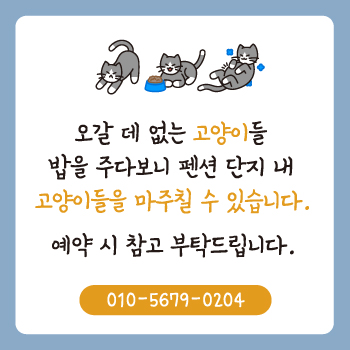 오갈 데 없는 고양이들
밥을 주다보니 펜션 단지 내
고양이들을 마주칠 수 있습니다.
예약 시 참고 부탁드립니다.
010-5679-0204